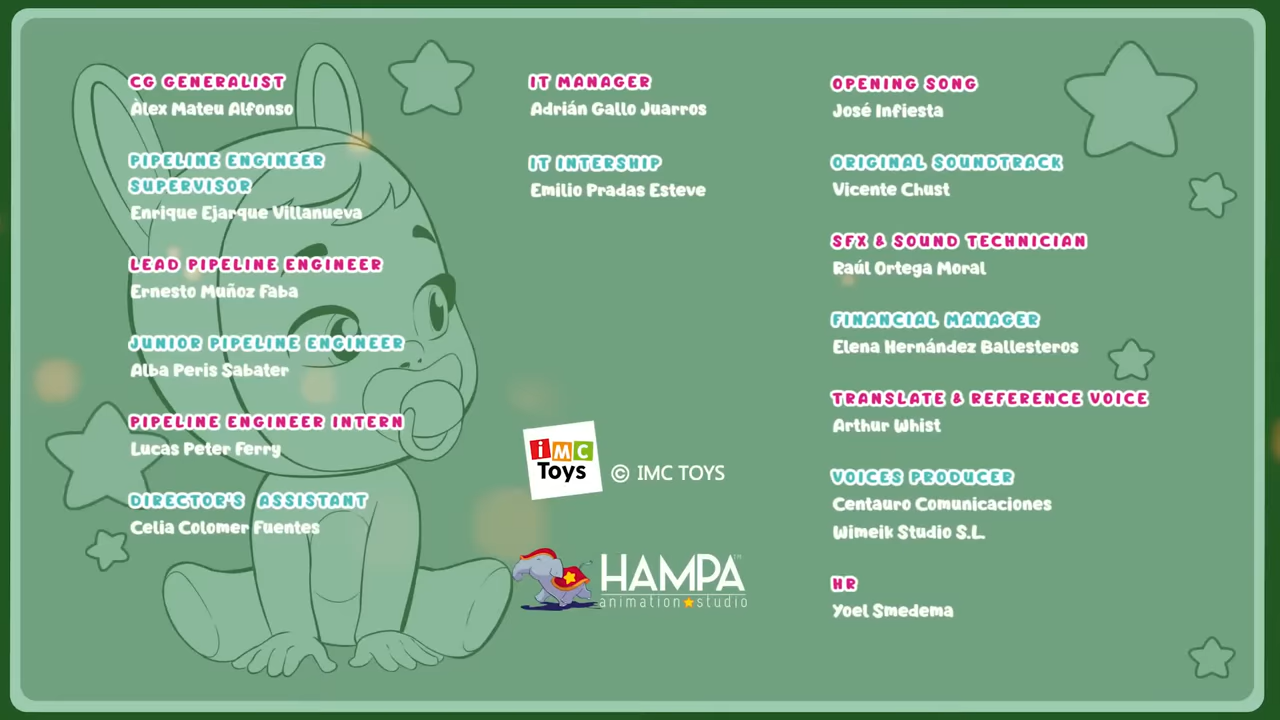 CG GENERALIST
Àlex Mateu Alfonso
PIPELINE ENGINEER
SUPERVISOR
Enrique Ejarque Villanueva
LEAD PIPELINE ENGINEER
Ernesto Muñoz Faba
JUNIOR PIPELINE ENGINEER
Alba Peris Sabater
PIPELINE ENGINEER INTERN
Lucas Peter Ferry
DIRECTOR'S ASSISTANT
Celia Colomer Fuentes
IT MANAGER
Adrián Gallo Juarros
IT INTERSHIP
Emilio Pradas Esteve
iMC
Toys
© IMC TOYS
HAMPA™
animation studio
OPENING SONG
José Infiesta
ORIGINAL SOUNDTRACK
Vicente Chust
SFX & SOUND TECHNICIAN
Raúl Ortega Moral
FINANCIAL MANAGER
Elena Hernández Ballesteros
TRANSLATE & REFERENCE VOICE
Arthur Whist
VOICES PRODUCER
Centauro Comunicaciones
Wimeik Studio S.L.
HR
Yoel Smedema